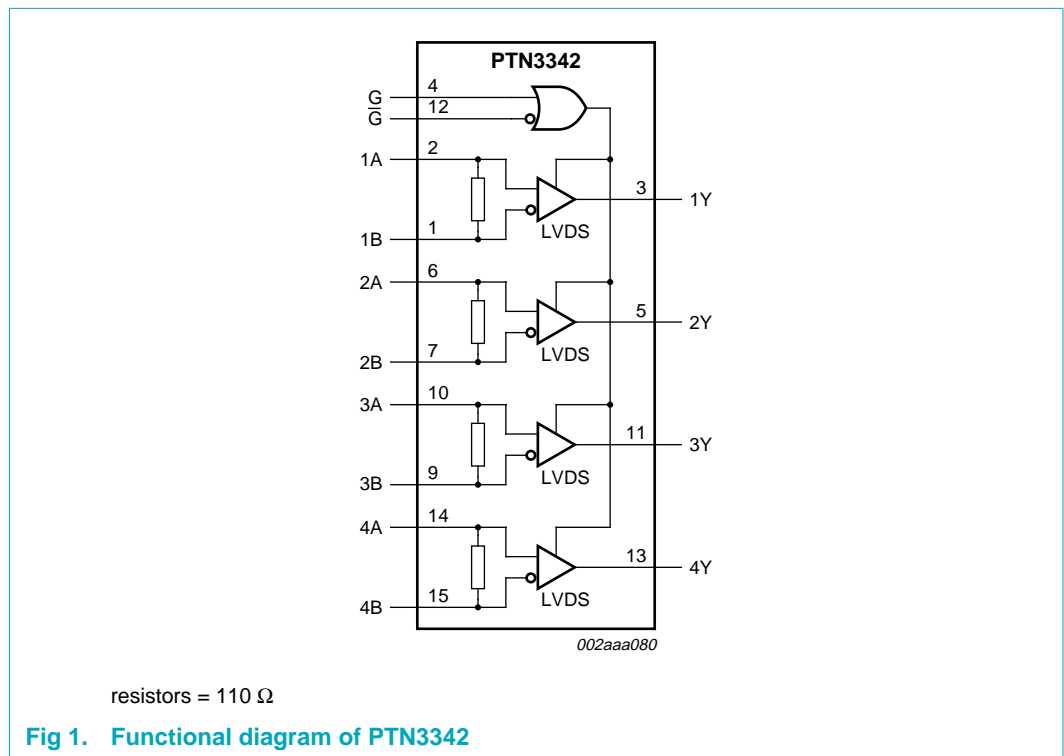 PTN3342
G 4
G̅ 12
1A 2
3 1Y
LVDS
1B 1
2A 6
5 2Y
LVDS
2B 7
3A 10
11 3Y
LVDS
3B 9
4A 14
13 4Y
LVDS
4B 15
002aaa080
resistors = 110 Ω
Fig 1. Functional diagram of PTN3342